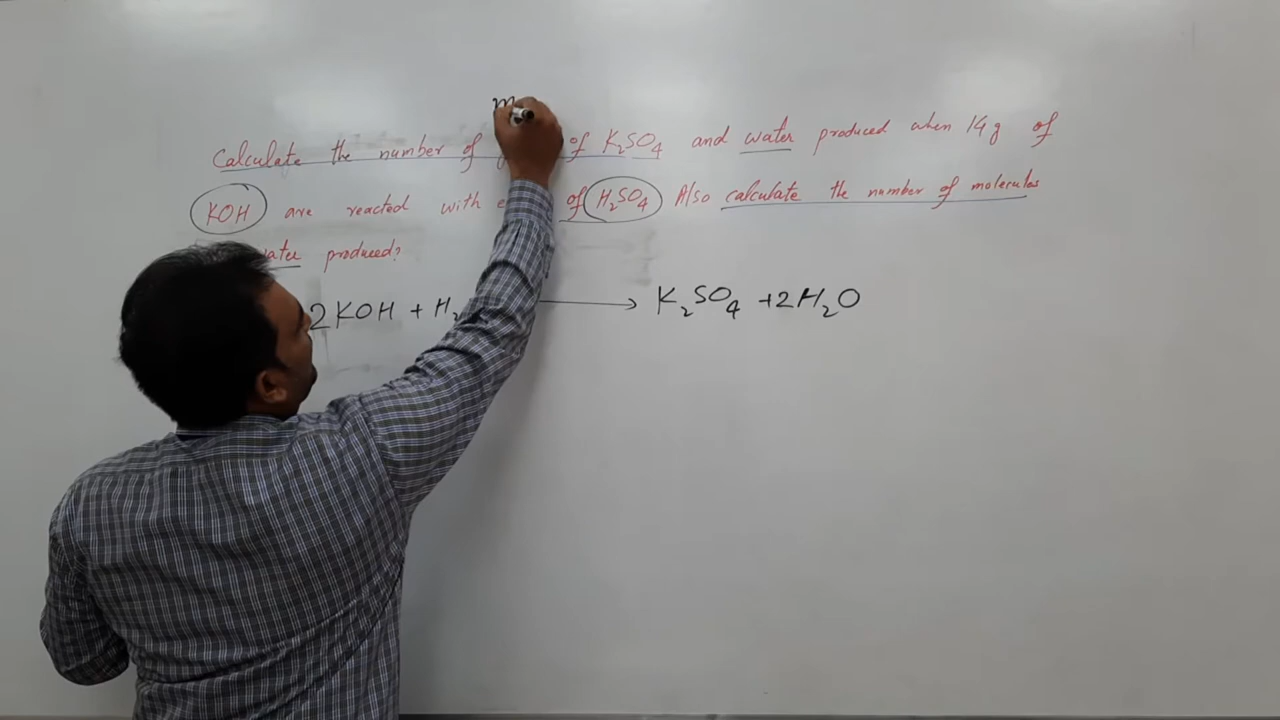 m
Calculate the number of of K₂SO₄ and water produced when 14 g of
KOH are reacted with of H₂SO₄ Also calculate the number of molecules
produced?
2KOH + H₂ → K₂SO₄ + 2H₂O